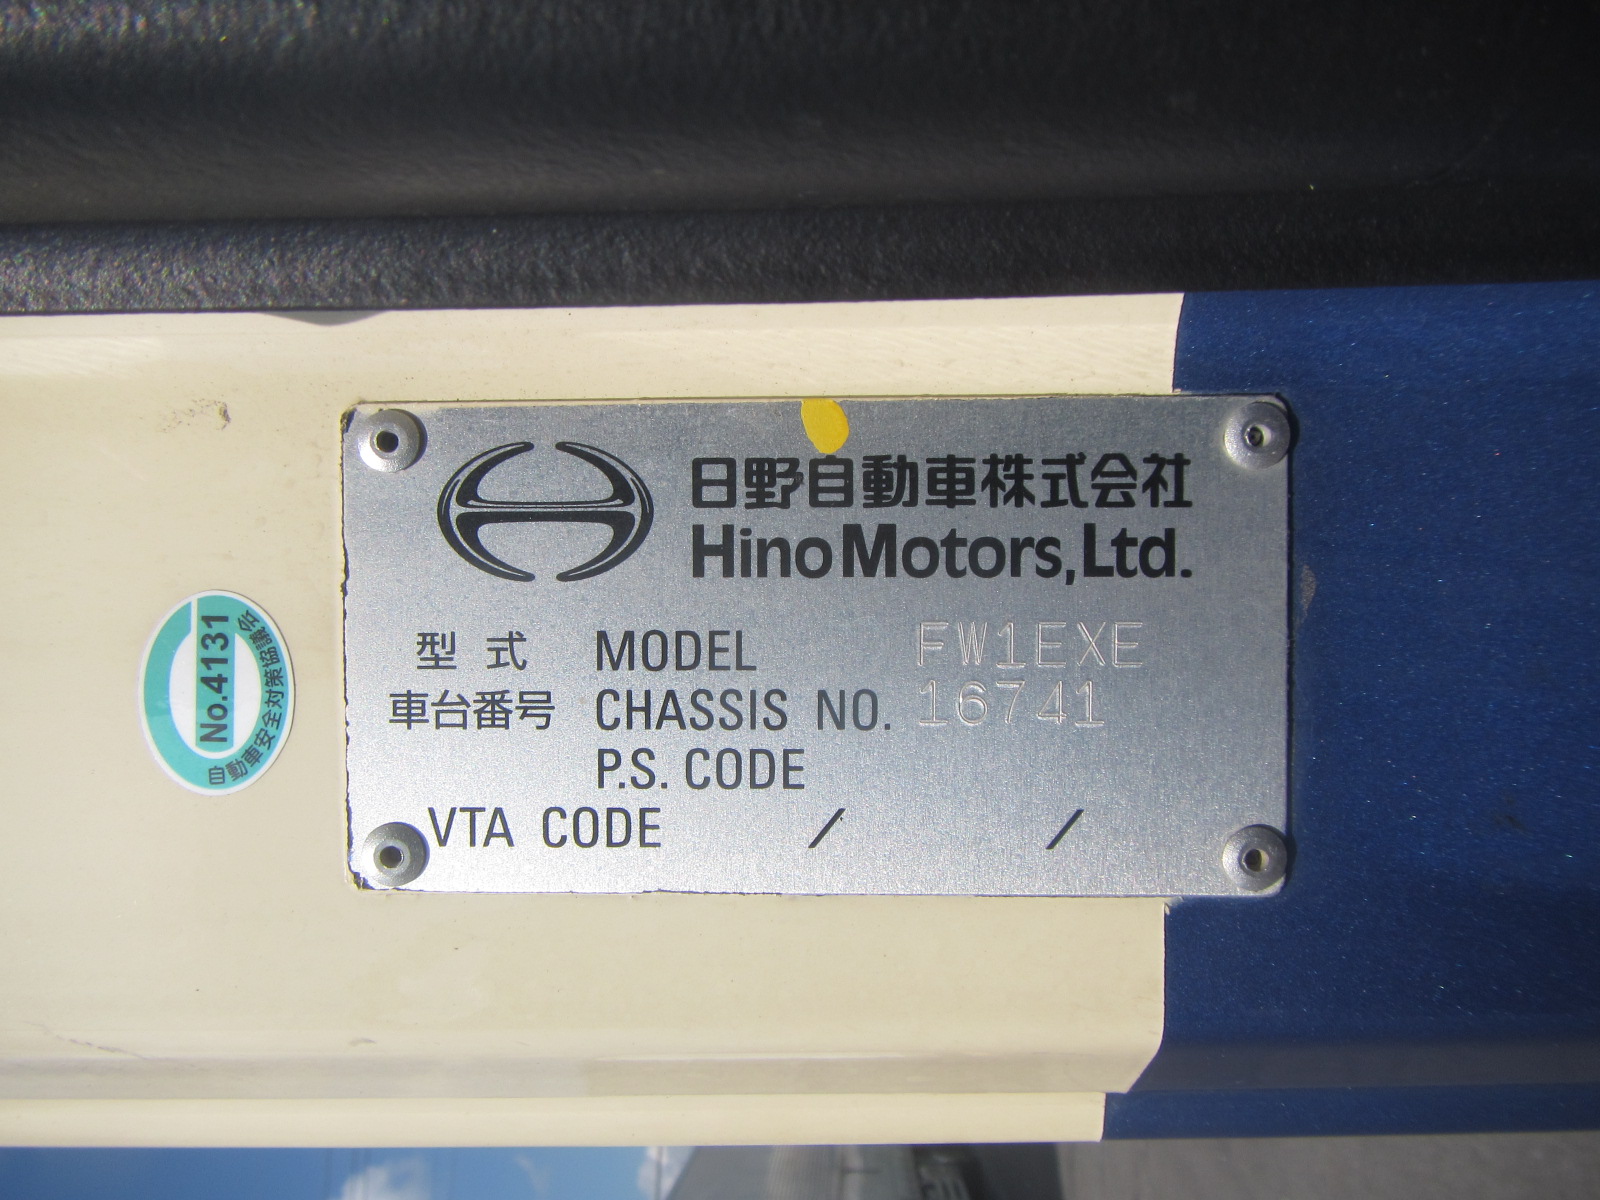 日野自動車株式会社
Hino Motors, Ltd.
型式 MODEL FW1EXE
車台番号 CHASSIS NO. 16741
P.S. CODE
VTA CODE / /
No.4131
自動車安全対策協議会